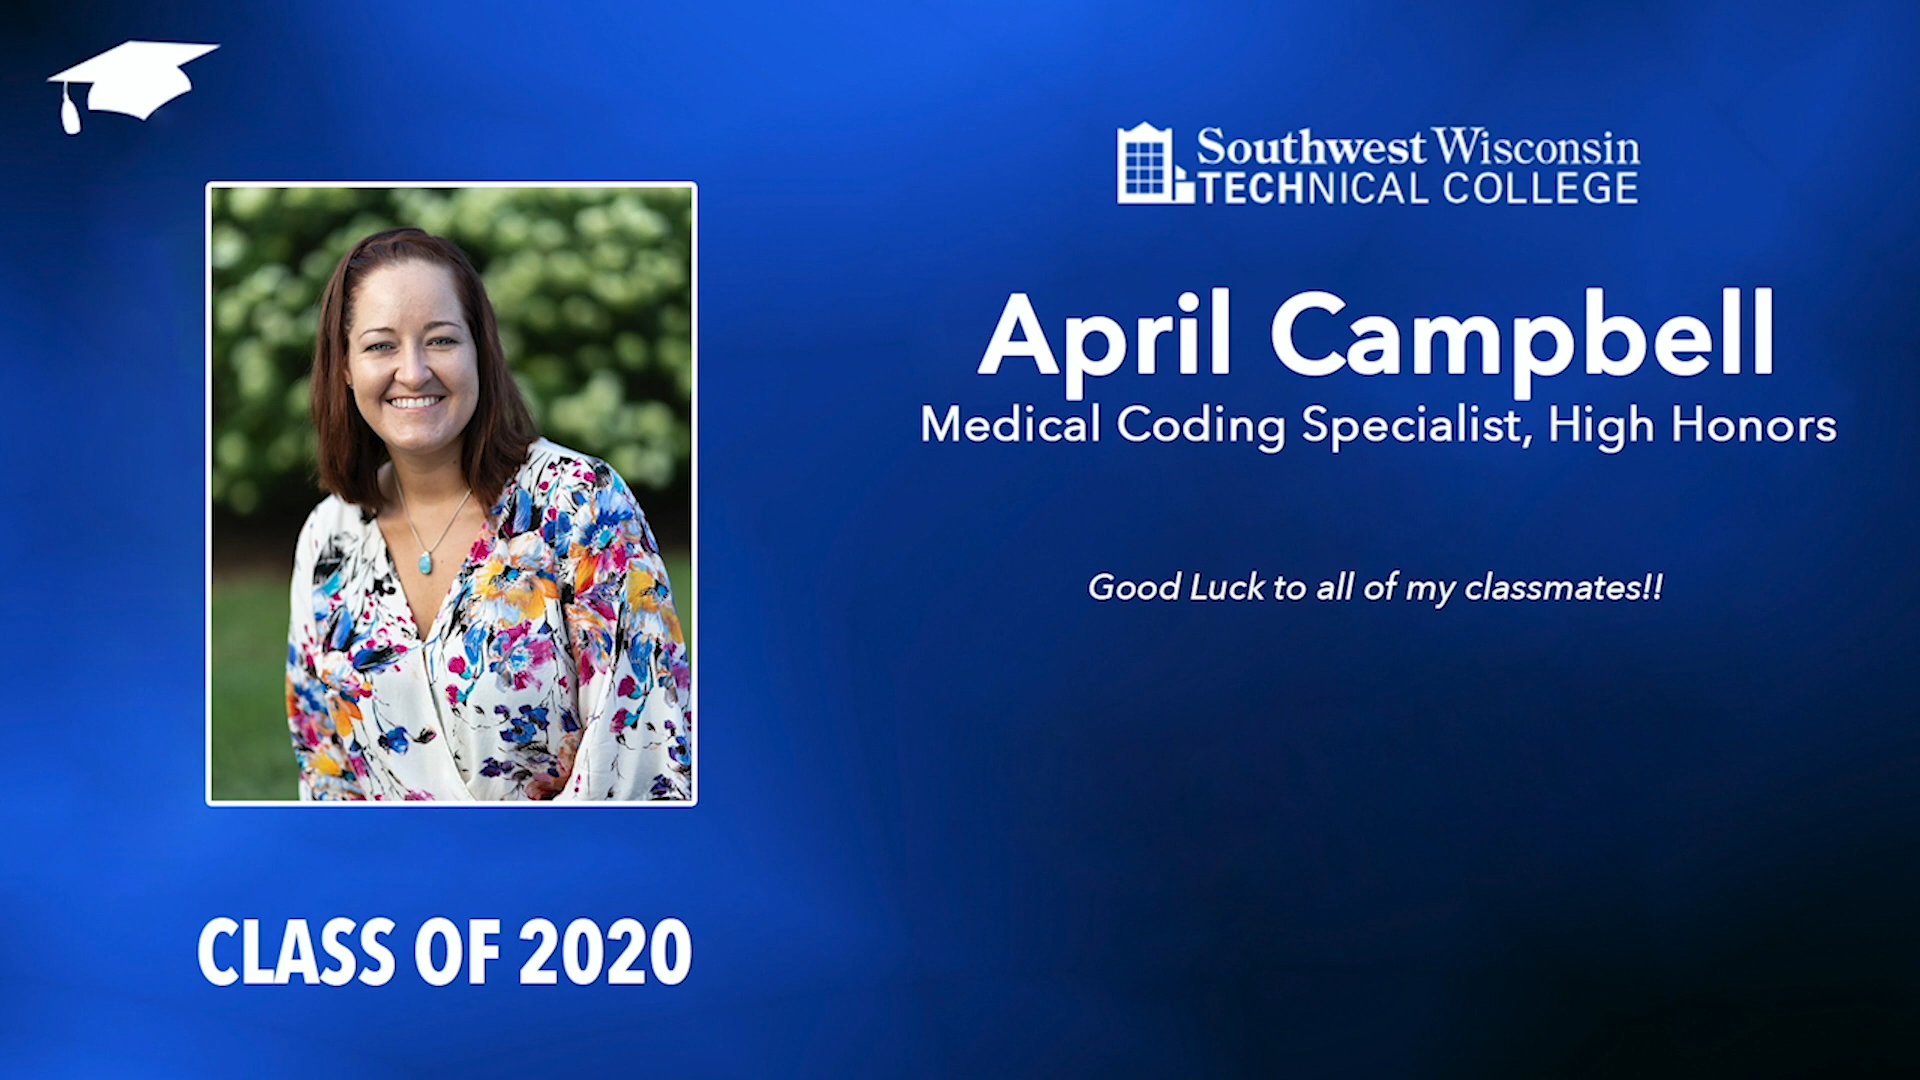 Southwest Wisconsin
TECHNICAL COLLEGE
April Campbell
Medical Coding Specialist, High Honors
Good Luck to all of my classmates!!
CLASS OF 2020